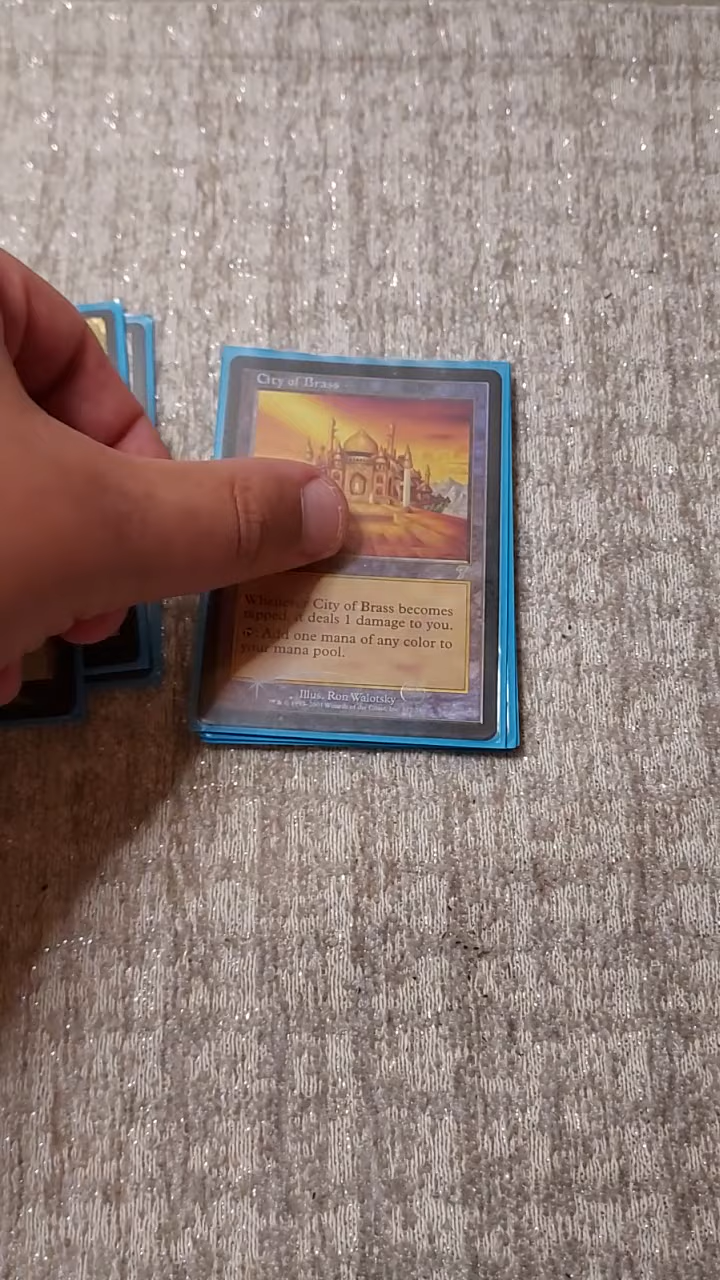 City of Brass
Whenever City of Brass becomes
tapped, it deals 1 damage to you.
: Add one mana of any color to
your mana pool.
Illus. Ron Walotsky